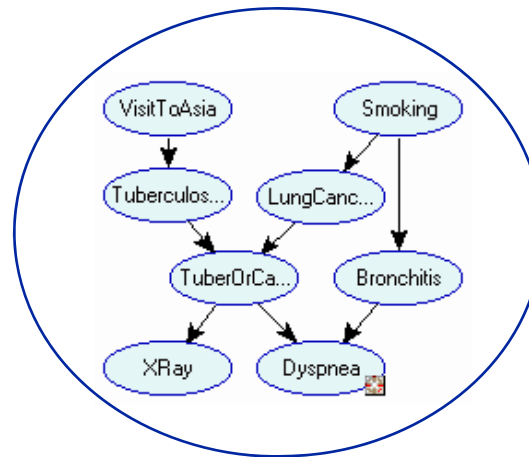 VisitToAsia
Smoking
Tuberculos...
LungCanc...
TuberOrCa...
Bronchitis
XRay
Dyspnea